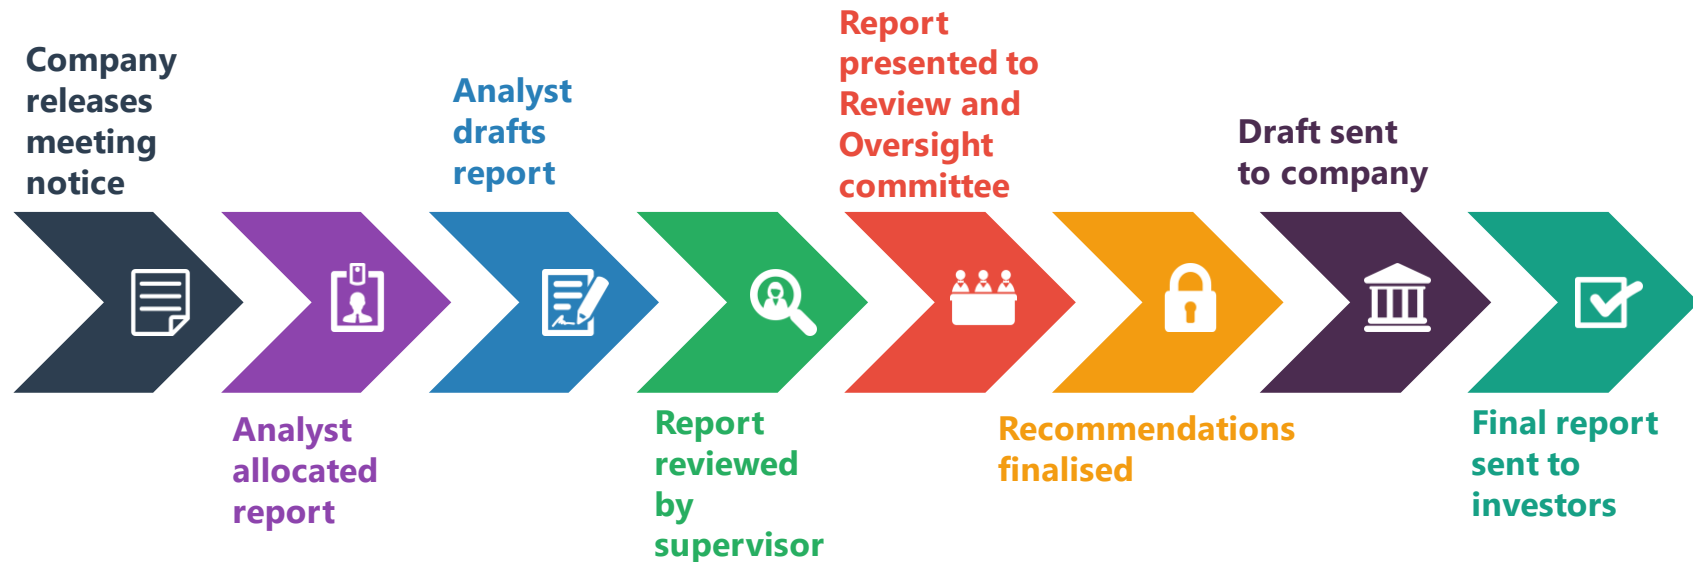 Company
releases
meeting
notice
Analyst
allocated
report
Analyst
drafts
report
Report
reviewed
by
supervisor
Report
presented to
Review and
Oversight
committee
Recommendations
finalised
Draft sent
to company
Final report
sent to
investors